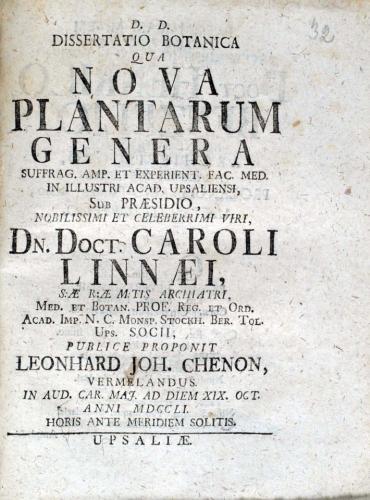 32
D. D.
DISSERTATIO BOTANICA
QUA
NOVA
PLANTARUM
GENERA
SUFFRAG. AMP. ET EXPERIENT. FAC. MED.
IN ILLUSTRI ACAD. UPSALIENSI,
SUB PRÆSIDIO,
NOBILISSIMI ET CELEBERRIMI VIRI,
DN. DOCT. CAROLI
LINNÆI,
S:Æ R:Æ M:TIS ARCHIATRI,
MED. ET BOTAN. PROF. REG. ET ORD.
ACAD. IMP. N. C. MONSP. STOCKH. BER. TOL.
UPS. SOCII,
PUBLICE PROPONIT
LEONHARD JOH. CHENON,
VERMELANDUS.
IN AUD. CAR. MAJ. AD DIEM XIX. OCT.
ANNI MDCCLI.
HORIS ANTE MERIDIEM SOLITIS.
UPSALIÆ.